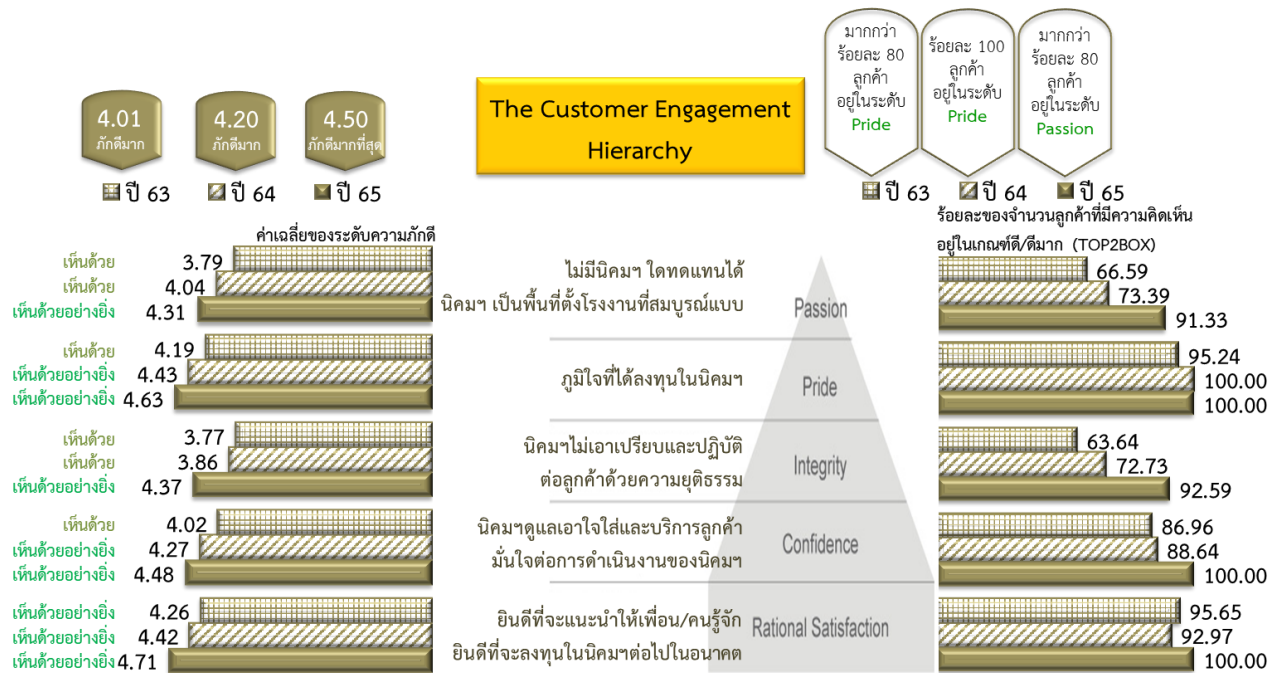 The Customer Engagement
Hierarchy
4.01
ภักดีมาก
4.20
ภักดีมาก
4.50
ภักดีมากที่สุด
ปี 63
ปี 64
ปี 65
มากกว่า
ร้อยละ 80
ลูกค้า
อยู่ในระดับ
Pride
ร้อยละ 100
ลูกค้า
อยู่ในระดับ
Pride
มากกว่า
ร้อยละ 80
ลูกค้า
อยู่ในระดับ
Passion
ปี 63
ปี 64
ปี 65
ค่าเฉลี่ยของระดับความภักดี
ร้อยละของจำนวนลูกค้าที่มีความคิดเห็น
อยู่ในเกณฑ์ดี/ดีมาก (TOP2BOX)
เห็นด้วย 3.79
เห็นด้วย 4.04
เห็นด้วยอย่างยิ่ง 4.31
ไม่มีนิคมฯ ใดทดแทนได้
นิคมฯ เป็นพื้นที่ตั้งโรงงานที่สมบูรณ์แบบ
Passion
66.59
73.39
91.33
เห็นด้วย 4.19
เห็นด้วยอย่างยิ่ง 4.43
เห็นด้วยอย่างยิ่ง 4.63
ภูมิใจที่ได้ลงทุนในนิคมฯ
Pride
95.24
100.00
100.00
เห็นด้วย 3.77
เห็นด้วย 3.86
เห็นด้วยอย่างยิ่ง 4.37
นิคมฯไม่เอาเปรียบและปฏิบัติ
ต่อลูกค้าด้วยความยุติธรรม
Integrity
63.64
72.73
92.59
เห็นด้วย 4.02
เห็นด้วยอย่างยิ่ง 4.27
เห็นด้วยอย่างยิ่ง 4.48
นิคมฯดูแลเอาใจใส่และบริการลูกค้า
มั่นใจต่อการดำเนินงานของนิคมฯ
Confidence
86.96
88.64
100.00
เห็นด้วยอย่างยิ่ง 4.26
เห็นด้วยอย่างยิ่ง 4.42
เห็นด้วยอย่างยิ่ง 4.71
ยินดีที่จะแนะนำให้เพื่อน/คนรู้จัก
ยินดีที่จะลงทุนในนิคมฯต่อไปในอนาคต
Rational Satisfaction
95.65
92.97
100.00